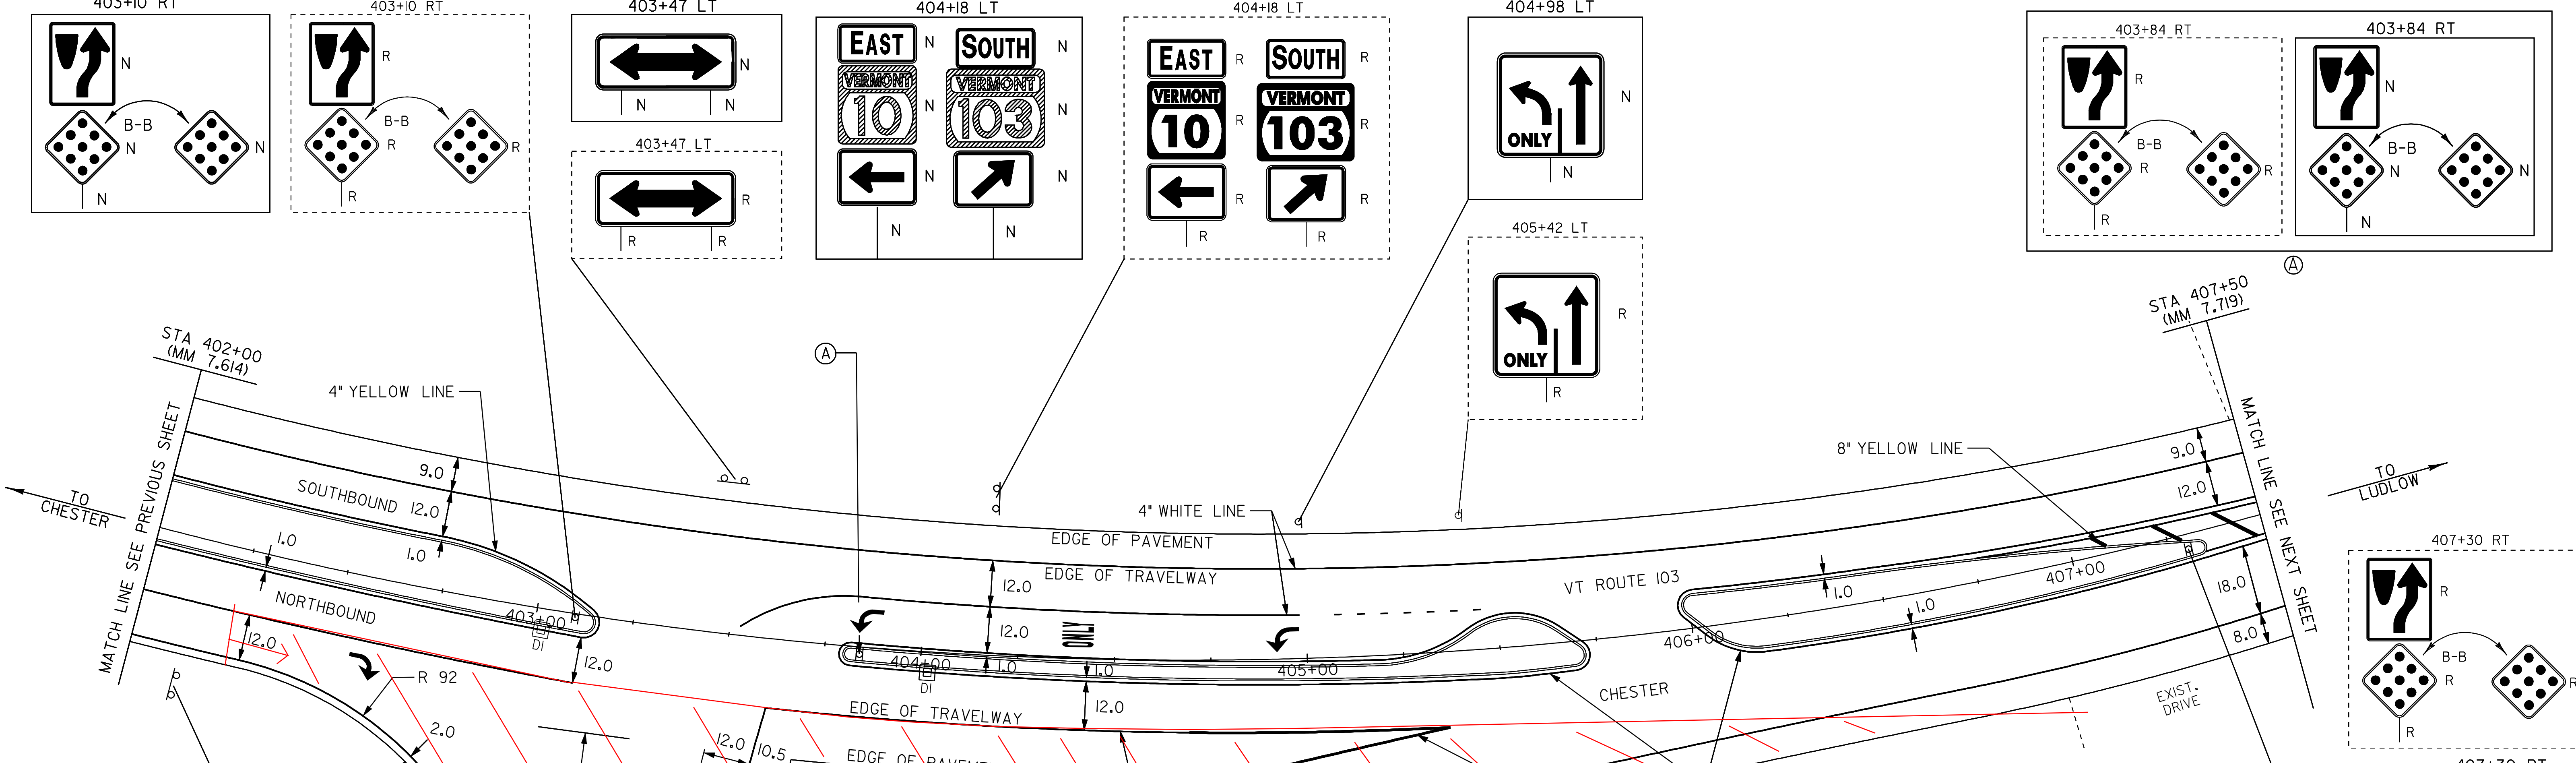 403+10 RT
N
B-B
N
N
N
403+10 RT
R
B-B
R
R
R
403+47 LT
N
N
N
403+47 LT
R
R
R
404+18 LT
EAST
N
SOUTH
N
VERMONT
10
N
VERMONT
103
N
N
N
N
N
404+18 LT
EAST
R
SOUTH
R
VERMONT
10
R
VERMONT
103
R
R
R
R
R
404+98 LT
ONLY
N
N
405+42 LT
ONLY
R
R
403+84 RT
R
B-B
R
R
R
403+84 RT
N
B-B
N
N
N
A
STA 402+00
(MM 7.614)
4" YELLOW LINE
A
STA 407+50
(MM 7.719)
MATCH LINE SEE PREVIOUS SHEET
TO
CHESTER
SOUTHBOUND
9.0
12.0
1.0
1.0
NORTHBOUND
403+00
DI
12.0
12.0
R 92
2.0
4" WHITE LINE
EDGE OF PAVEMENT
EDGE OF TRAVELWAY
12.0
12.0
ONLY
404+00
DI
1.0
1.0
405+00
12.0
EDGE OF TRAVELWAY
12.0
10.5
EDGE OF PAVEM
VT ROUTE 103
8" YELLOW LINE
9.0
12.0
406+00
1.0
1.0
407+00
18.0
8.0
CHESTER
EXIST.
DRIVE
MATCH LINE SEE NEXT SHEET
TO
LUDLOW
407+30 RT
R
B-B
R
R
R
407+30 RT